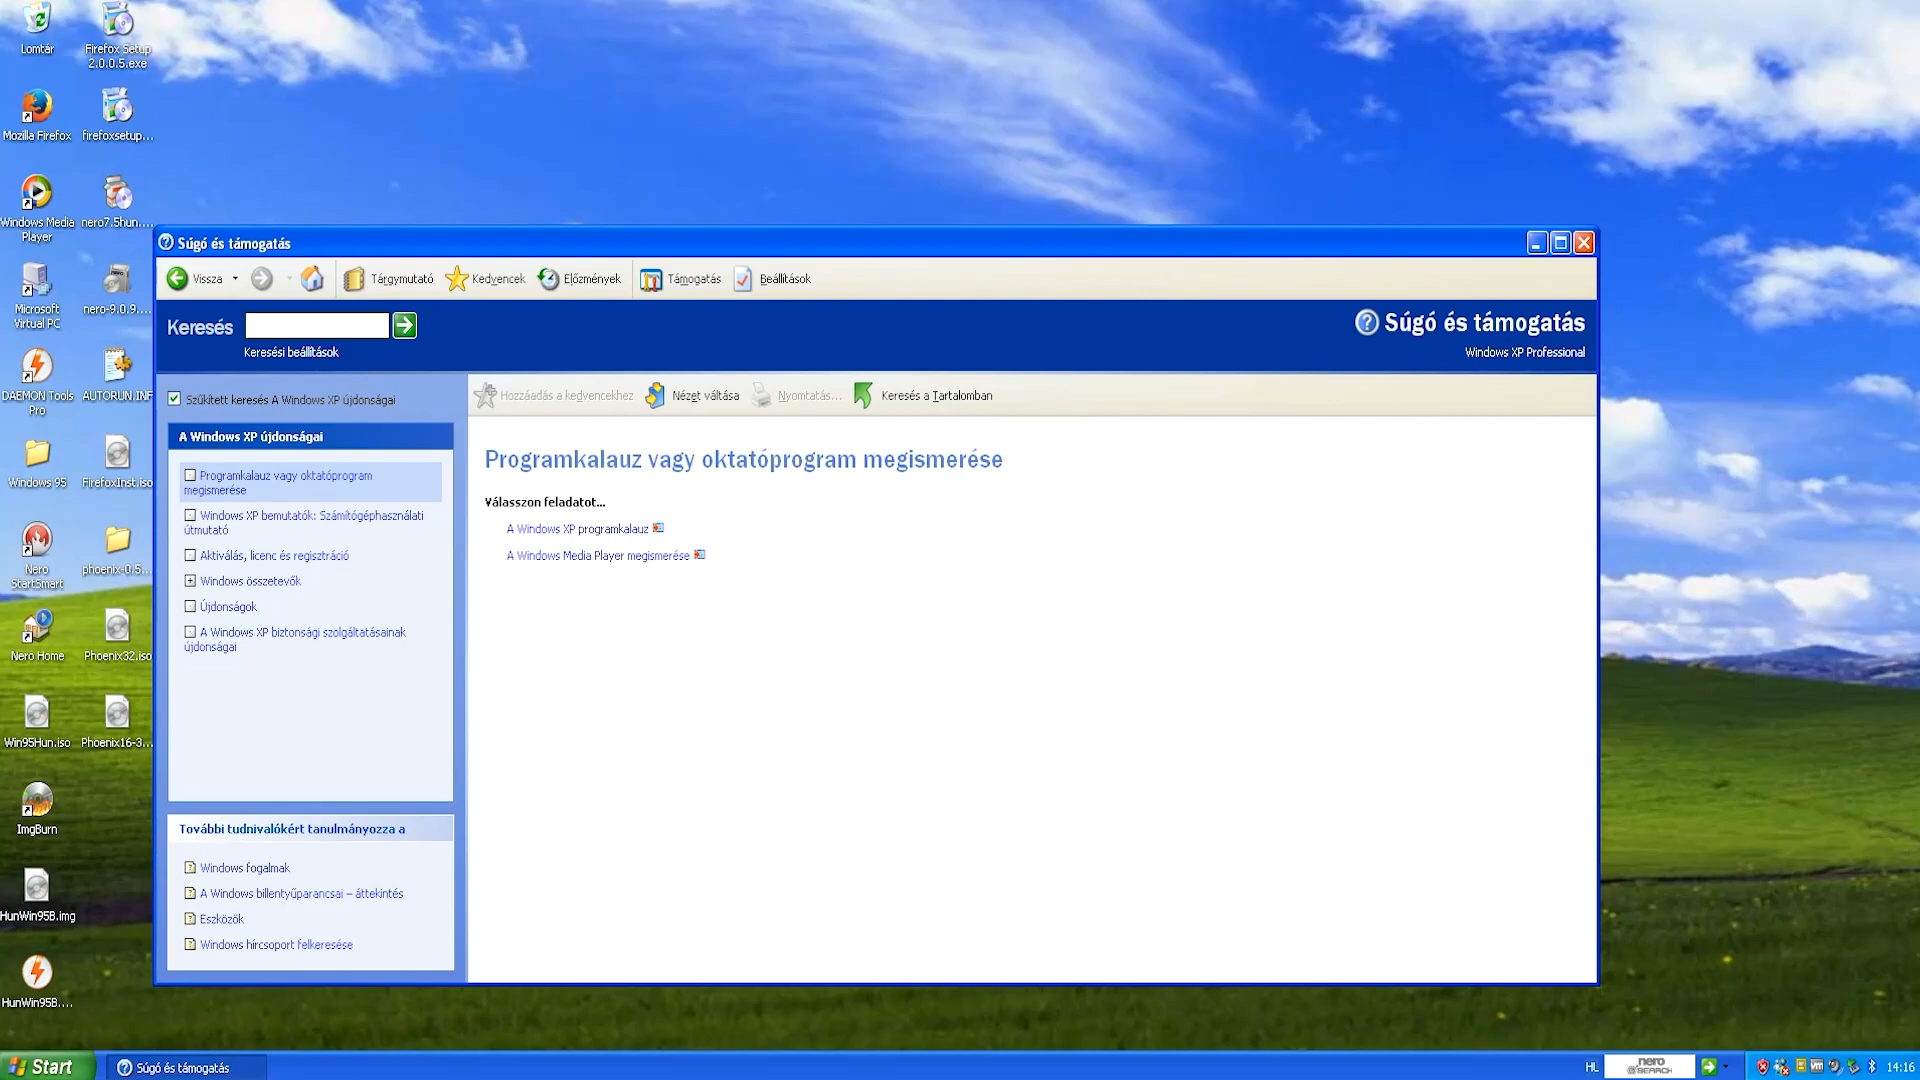 Lomtár
Firefox Setup
2.0.0.5.exe
Mozilla Firefox
firefoxsetup...
Windows Media
Player
nero7.5hun....
Microsoft
Virtual PC
nero-9.0.9....
DAEMON Tools
Pro
AUTORUN.INF
Windows 95
FirefoxInst.iso
Nero
StartSmart
phoenix-0.5...
Nero Home
Phoenix32.iso
Win95Hun.iso
Phoenix16-3...
ImgBurn
HunWin95B.img
HunWin95B....
Súgó és támogatás
Vissza
Tárgymutató
Kedvencek
Előzmények
Támogatás
Beállítások
Keresés
Keresési beállítások
Súgó és támogatás
Windows XP Professional
Szűkített keresés A Windows XP újdonságai
Hozzáadás a kedvencekhez
Nézet váltása
Nyomtatás...
Keresés a Tartalomban
A Windows XP újdonságai
Programkalauz vagy oktatóprogram
megismerése
Windows XP bemutatók: Számítógéphasználati
útmutató
Aktiválás, licenc és regisztráció
Windows összetevők
Újdonságok
A Windows XP biztonsági szolgáltatásainak
újdonságai
További tudnivalókért tanulmányozza a
Windows fogalmak
A Windows billentyűparancsai – áttekintés
Eszközök
Windows hírcsoport felkeresése
Programkalauz vagy oktatóprogram megismerése
Válasszon feladatot...
A Windows XP programkalauz
A Windows Media Player megismerése
Start
Súgó és támogatás
HL
nero
SEARCH
14:16